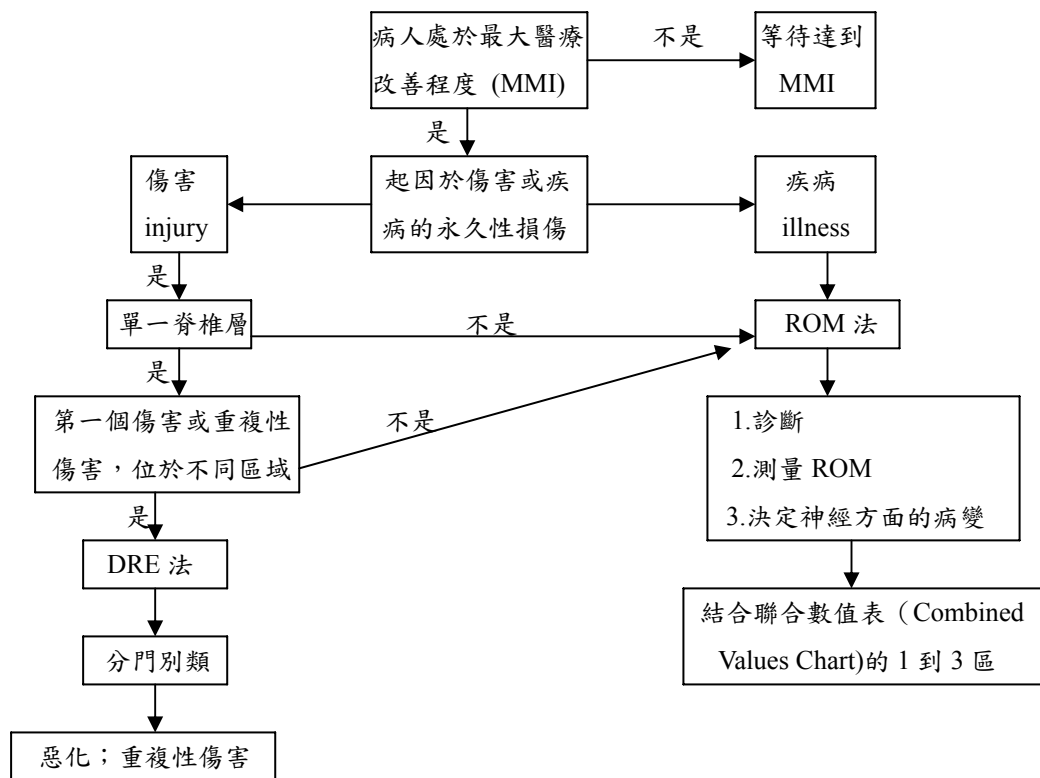 病人處於最大醫療
改善程度 (MMI)
不是
等待達到
MMI
是
傷害
injury
起因於傷害或疾
病的永久性損傷
疾病
illness
是
單一脊椎層
不是
ROM 法
是
第一個傷害或重複性
傷害，位於不同區域
不是
1.診斷
2.測量 ROM
3.決定神經方面的病變
是
DRE 法
結合聯合數值表（Combined
Values Chart)的 1 到 3 區
分門別類
惡化；重複性傷害